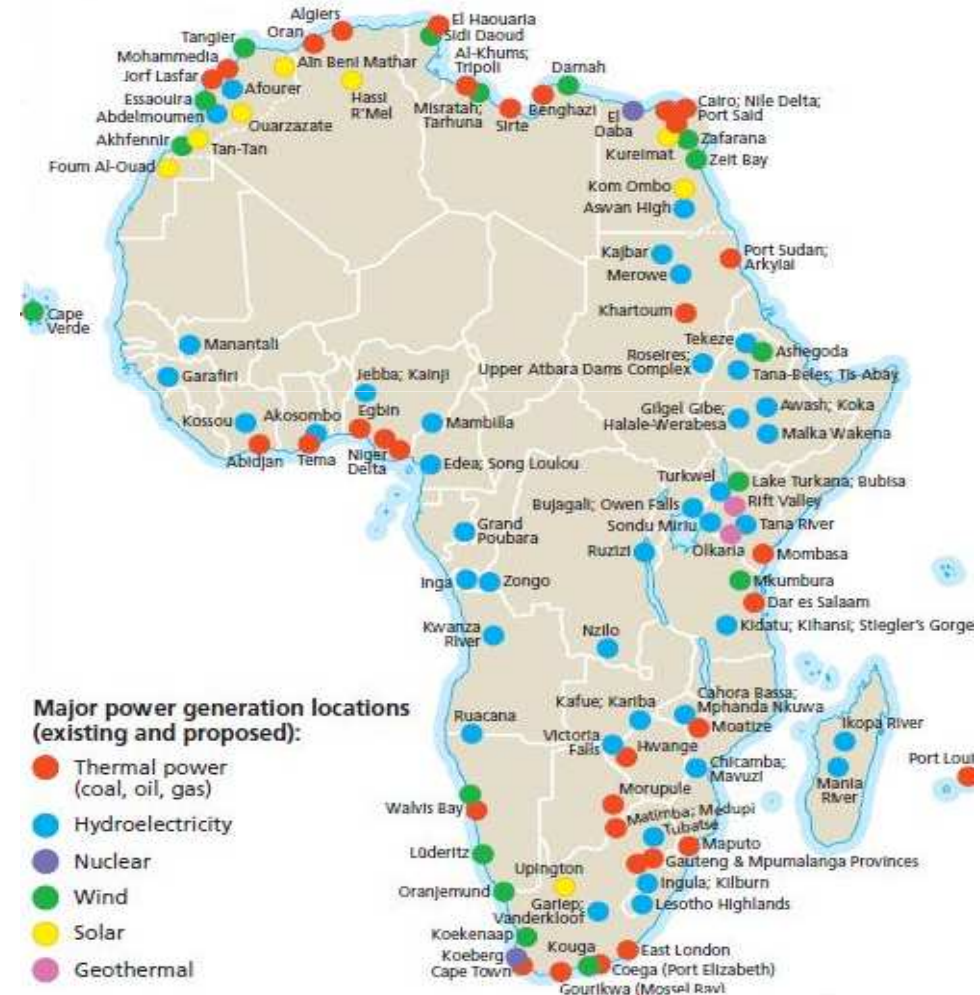 Algiers
Oran
El Haouaria
Sidi Daoud
Tangier
Mohammedia
Jorf Lasfar
Aïn Beni Mathar
Al-Khums;
Tripoli
Darnah
Essaouira
Afourer
Hassi
R'Mel
Abdelmoumen
Ouarzazate
Misratah;
Tarhuna
Sirte
Benghazi
El
Daba
Cairo; Nile Delta;
Port Said
Zafarana
Akhfennir
Tan-Tan
Kureimat
Zeit Bay
Foum Al-Ouad
Kom Ombo
Aswan High
Kajbar
Merowe
Port Sudan;
Arkyiai
Cape
Verde
Khartoum
Tekeze
Ashegoda
Manantali
Roseires;
Upper Atbara Dams Complex
Tana-Beles; Tis-Abay
Garafiri
Jebba; Kainji
Egbin
Kossou
Akosombo
Mambilla
Gilgel Gibe;
Halale-Werabesa
Awash; Koka
Malka Wakena
Abidjan
Tema
Niger
Delta
Edea; Song Loulou
Turkwel
Lake Turkana; Bubisa
Bujagali; Owen Falls
Rift Valley
Sondu Miriu
Tana River
Grand
Poubara
Ruzizi
Olkaria
Mombasa
Inga
Zongo
Mkumbura
Dar es Salaam
Kwanza
River
Nzilo
Kidatu; Kihansi; Stiegler's Gorge
Major power generation locations
(existing and proposed):
Thermal power
(coal, oil, gas)
Hydroelectricity
Nuclear
Wind
Solar
Geothermal
Ruacana
Kafue; Kariba
Cahora Bassa;
Mphanda Nkuwa
Moatize
Ikopa River
Victoria
Falls
Hwange
Chicamba;
Mavuzi
Mania
River
Port Loui
Walvis Bay
Morupule
Matimba; Medupi
Tubatse
Maputo
Lüderitz
Gauteng & Mpumalanga Provinces
Upington
Ingula; Kilburn
Oranjemund
Gariep;
Vanderkloof
Lesotho Highlands
Koekenaap
Koeberg
Cape Town
Kouga
East London
Coega (Port Elizabeth)
Gourikwa (Mossel Bay)